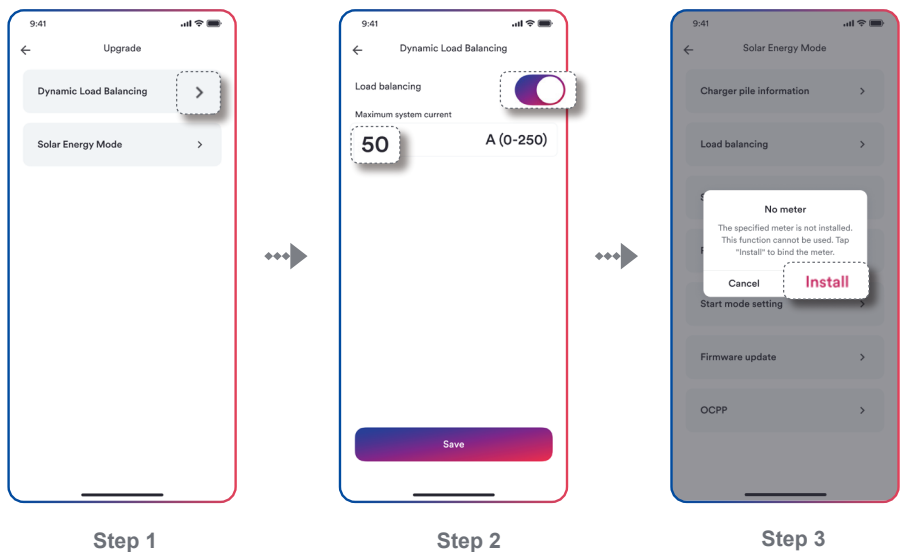 9:41
Upgrade
Dynamic Load Balancing
Solar Energy Mode
Step 1
9:41
Dynamic Load Balancing
Load balancing
Maximum system current
50 A (0-250)
Save
Step 2
9:41
Solar Energy Mode
Charger pile information
Load balancing
No meter
The specified meter is not installed.
This function cannot be used. Tap
"Install" to bind the meter.
Cancel Install
Start mode setting
Firmware update
OCPP
Step 3